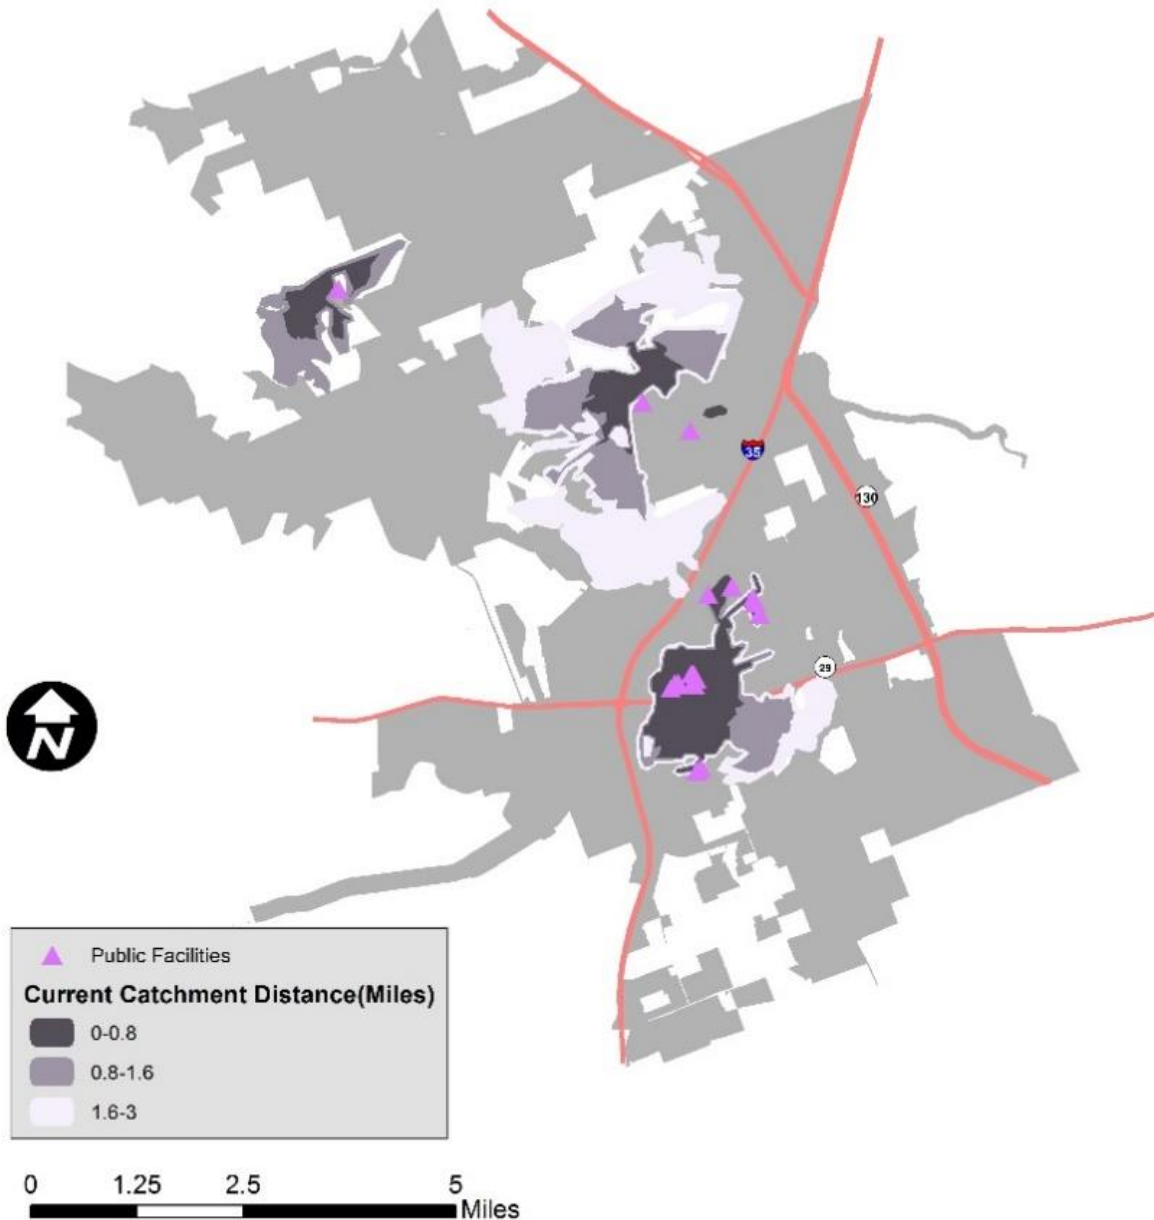 35
130
29
N
Public Facilities
Current Catchment Distance(Miles)
0-0.8
0.8-1.6
1.6-3
0 1.25 2.5 5
Miles